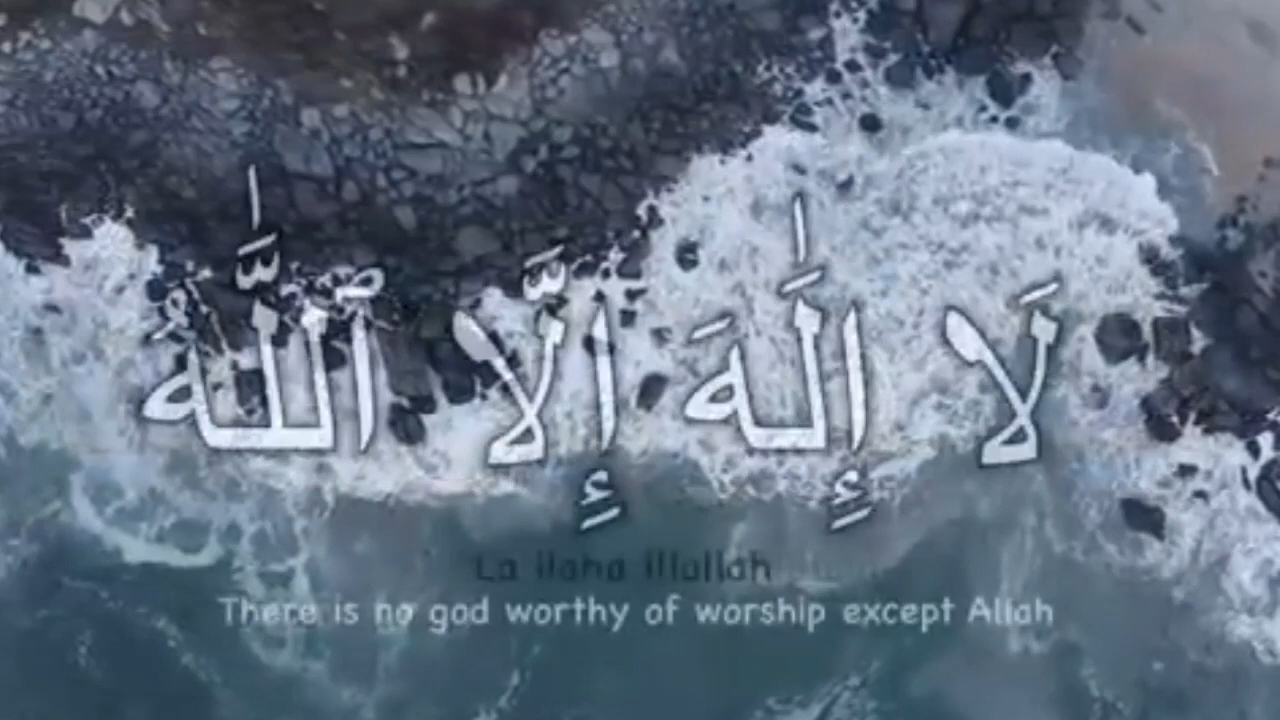 لَا إِلَٰهَ إِلَّا ٱللَّٰهُ
La ilaha illallah
There is no god worthy of worship except Allah